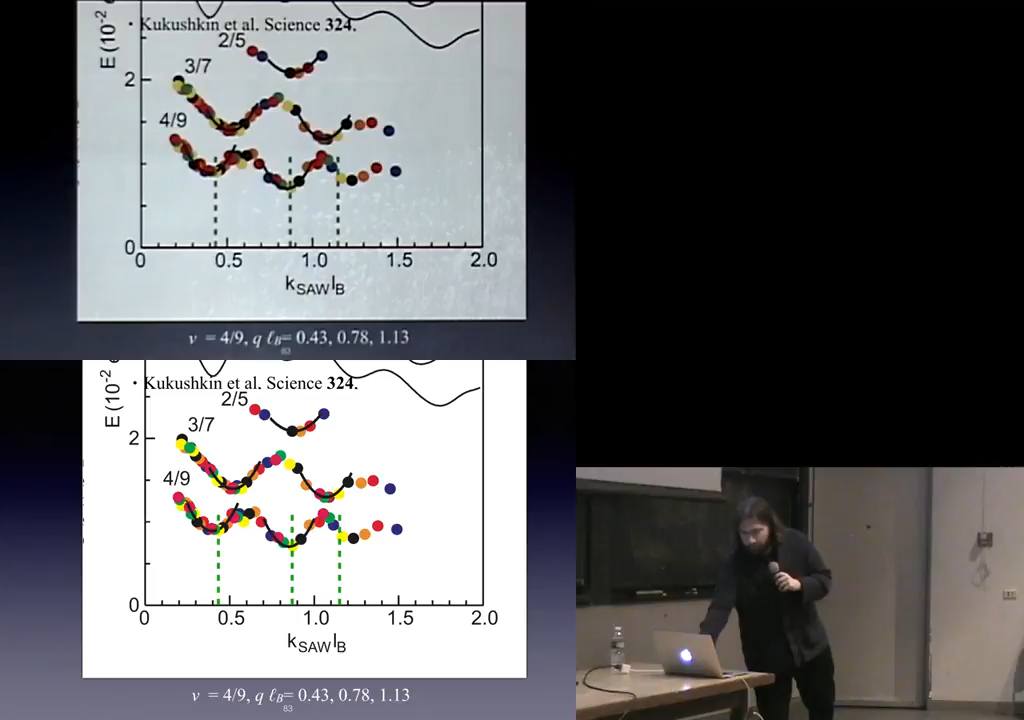 E (10⁻² e
• Kukushkin et al. Science 324.
2/5
3/7
4/9
2
0
0 0.5 1.0 1.5 2.0
k_SAW l_B
ν = 4/9, q ℓ_B = 0.43, 0.78, 1.13
83
E (10⁻² e
• Kukushkin et al. Science 324.
2/5
3/7
4/9
2
0
0 0.5 1.0 1.5 2.0
k_SAW l_B
ν = 4/9, q ℓ_B = 0.43, 0.78, 1.13
83